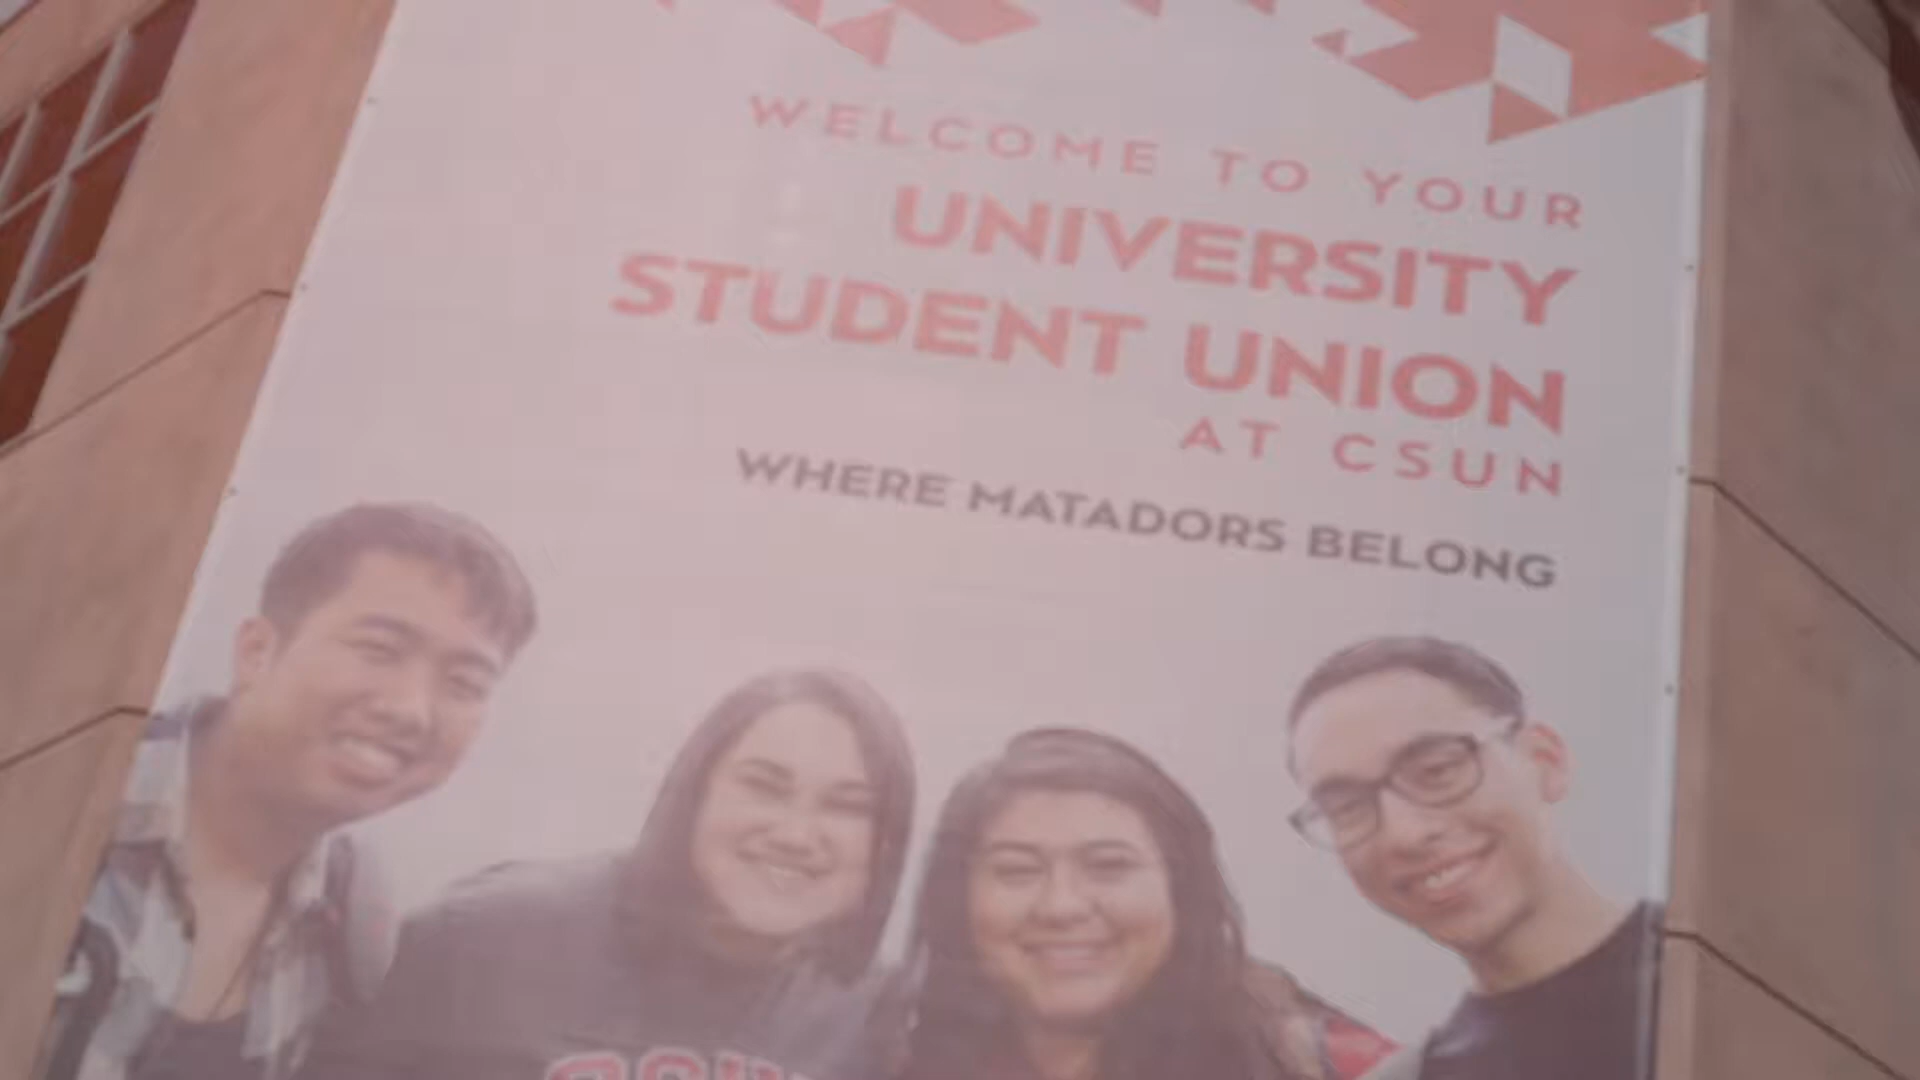 WELCOME TO YOUR
UNIVERSITY
STUDENT UNION
AT CSUN
WHERE MATADORS BELONG